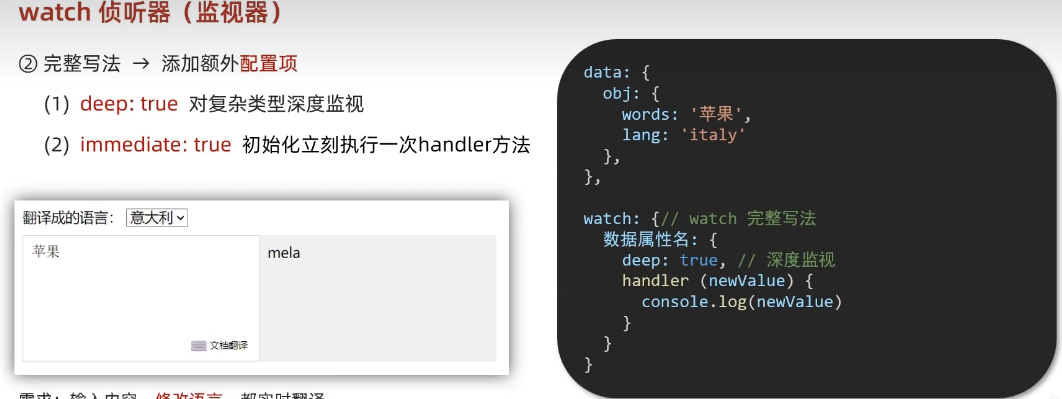 watch 侦听器（监视器）
② 完整写法 → 添加额外配置项
(1) deep: true 对复杂类型深度监视
(2) immediate: true 初始化立刻执行一次handler方法
翻译成的语言： 意大利
苹果
mela
文档翻译
需求：输入内容，修改语言，都实时翻译
data: {
obj: {
words: '苹果',
lang: 'italy'
},
},
watch: {// watch 完整写法
数据属性名: {
deep: true, // 深度监视
handler (newValue) {
console.log(newValue)
}
}
}